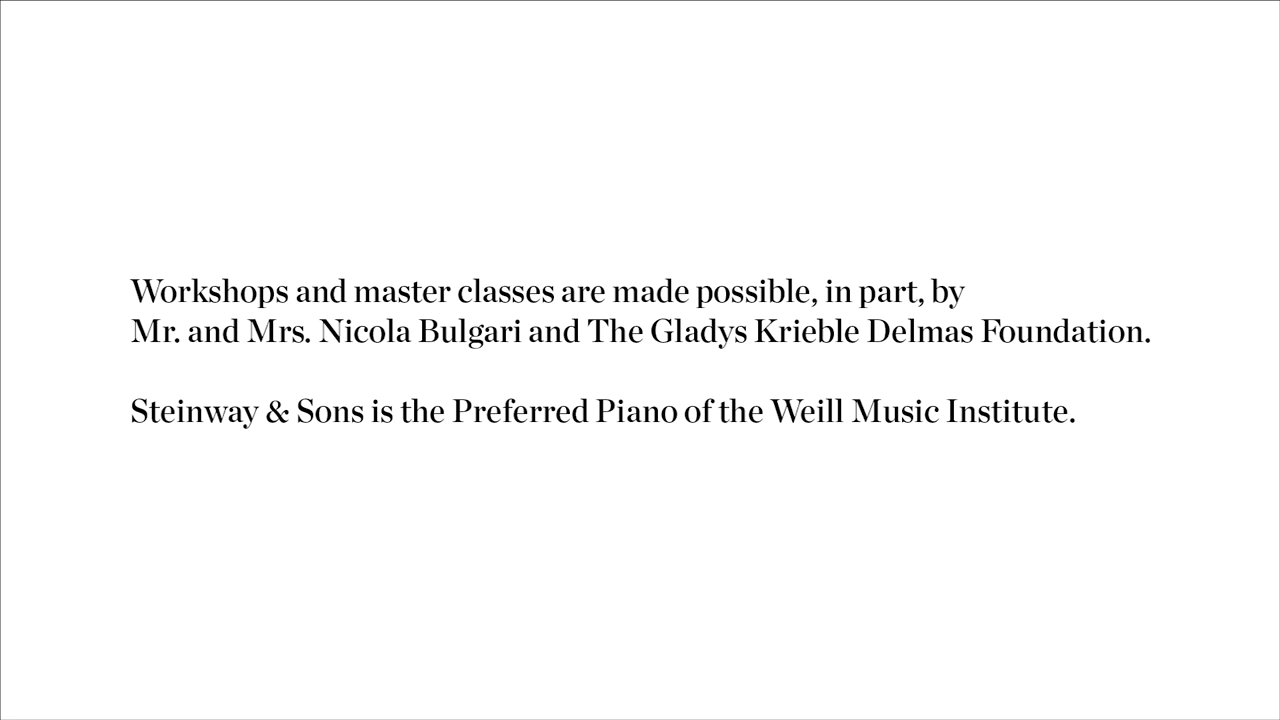 Workshops and master classes are made possible, in part, by
Mr. and Mrs. Nicola Bulgari and The Gladys Krieble Delmas Foundation.
Steinway & Sons is the Preferred Piano of the Weill Music Institute.